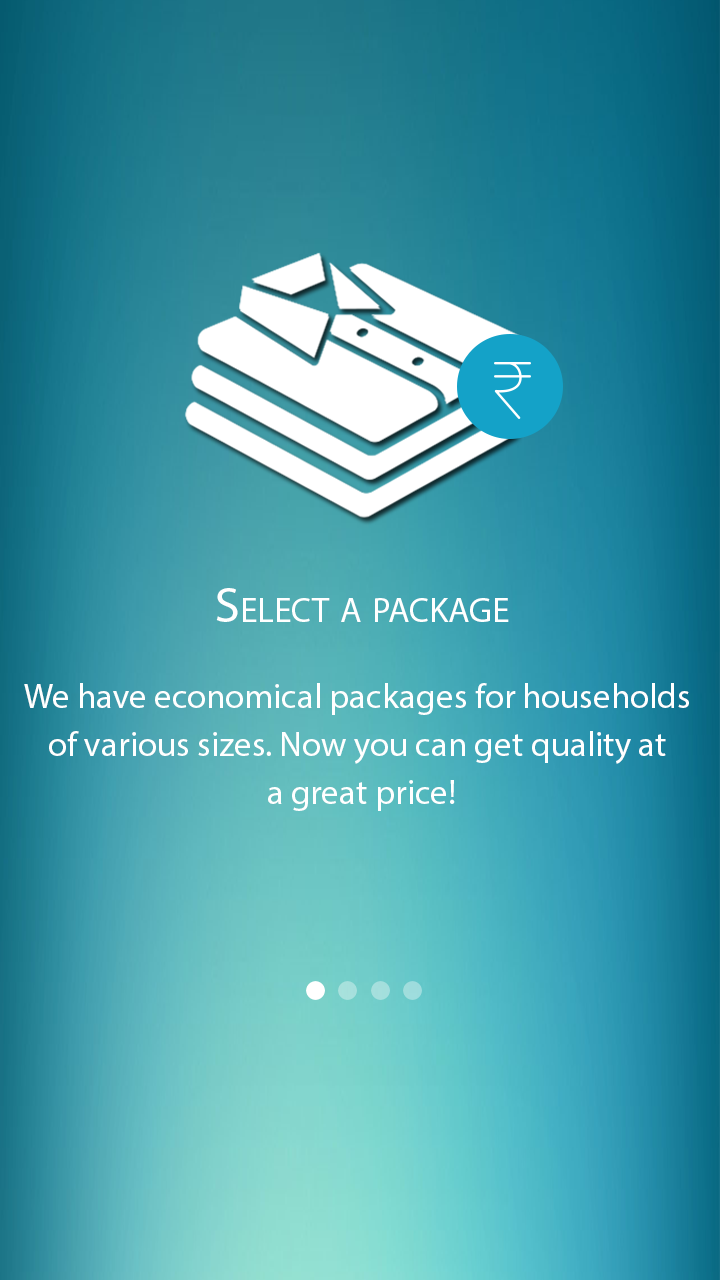 ₹
Select a package
We have economical packages for households
of various sizes. Now you can get quality at
a great price!